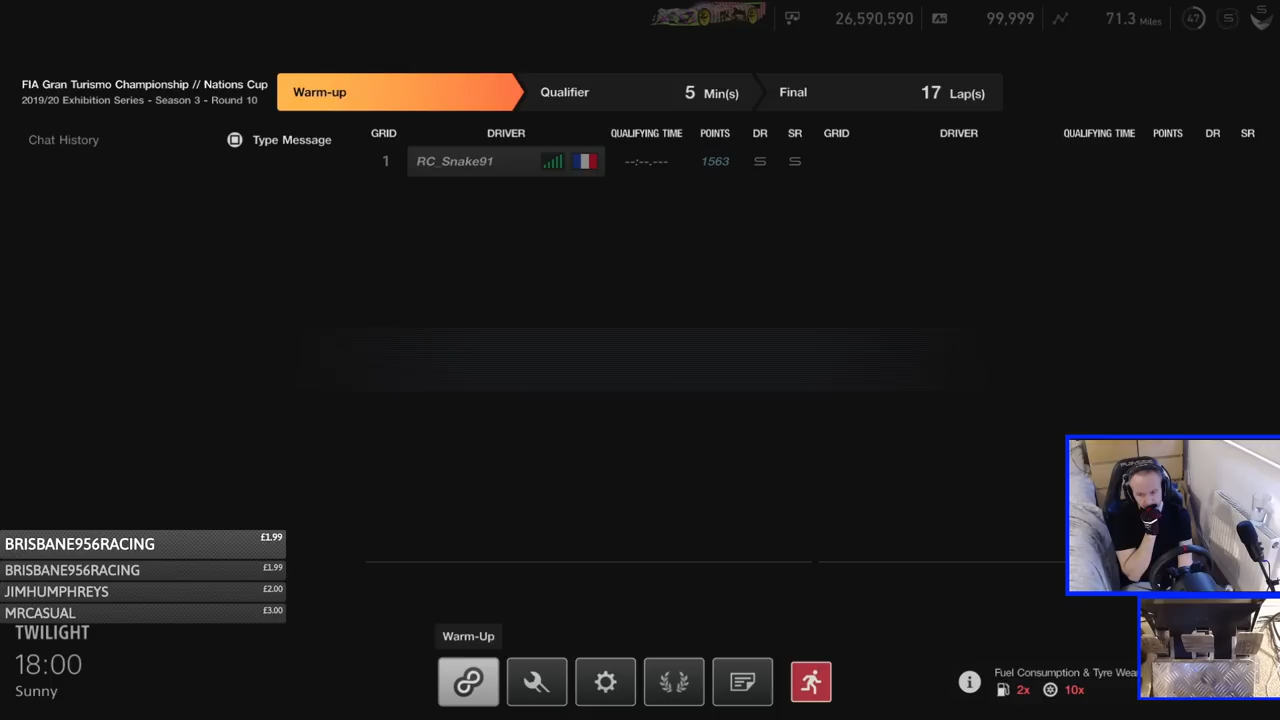 26,590,590 99,999 71.3 Miles 47 S S
FIA Gran Turismo Championship // Nations Cup
2019/20 Exhibition Series - Season 3 - Round 10
Warm-up Qualifier 5 Min(s) Final 17 Lap(s)
Chat History Type Message
GRID DRIVER QUALIFYING TIME POINTS DR SR GRID DRIVER QUALIFYING TIME POINTS DR SR
1 RC_Snake91 --:--.--- 1563 S S
BRISBANE956RACING £1.99
BRISBANE956RACING £1.99
JIMHUMPHREYS £2.00
MRCASUAL £3.00
TWILIGHT
18:00
Sunny
Warm-Up
Fuel Consumption & Tyre Wea
2x 10x